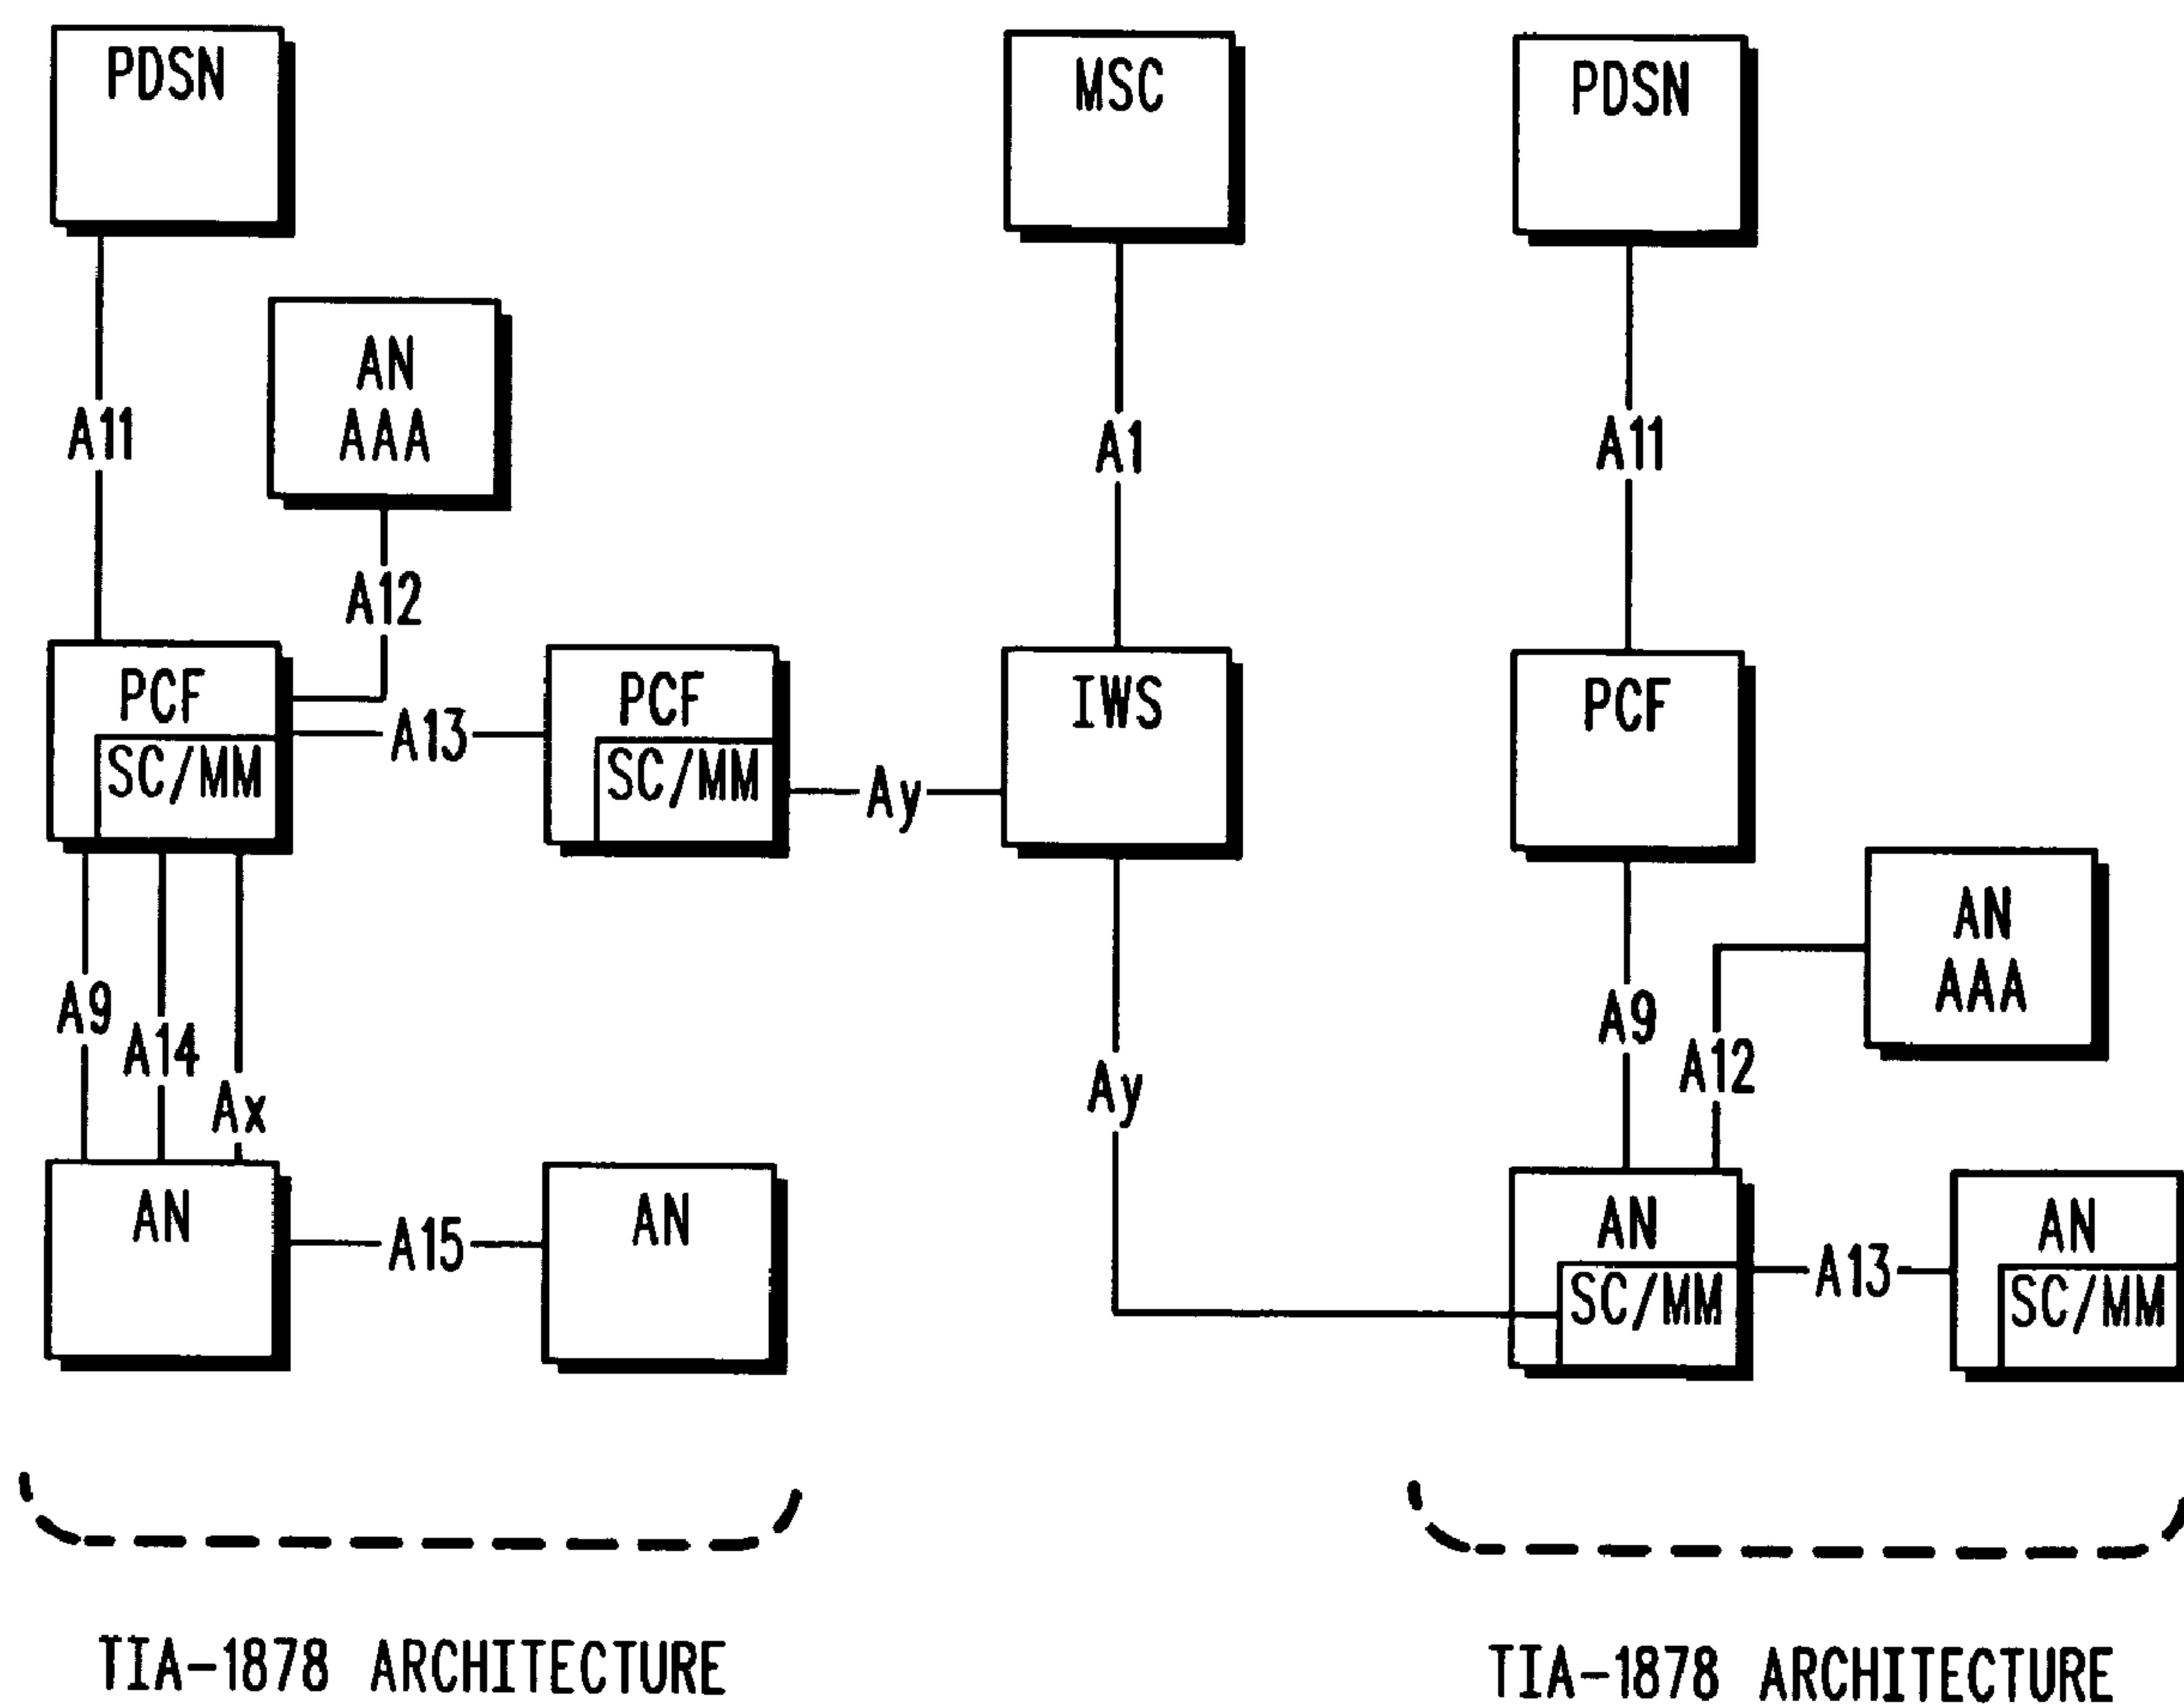 PDSN
MSC
PDSN
AN
AAA
A11
A1
A11
A12
PCF
SC/MM
A13
PCF
SC/MM
Ay
IWS
PCF
A9
A14
Ax
Ay
A9
A12
AN
AAA
AN
A15
AN
AN
SC/MM
A13
AN
SC/MM
TIA-1878 ARCHITECTURE
TIA-1878 ARCHITECTURE